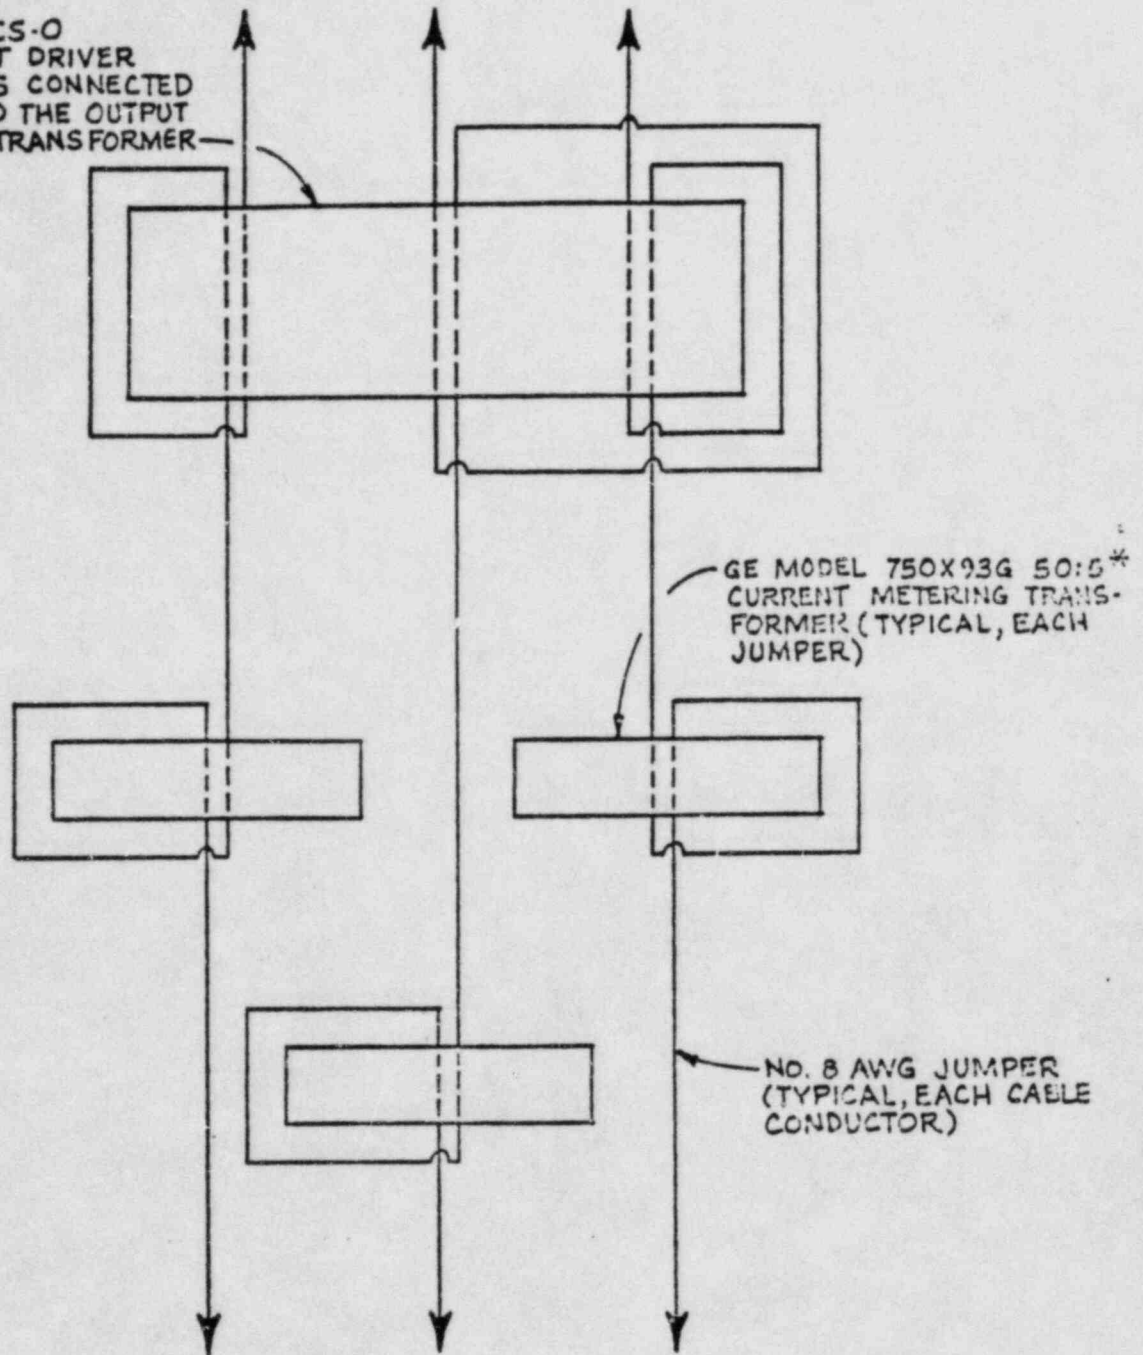 CS-O
T DRIVER
S CONNECTED
O THE OUTPUT
TRANSFORMER
GE MODEL 750X93G 50:5*
CURRENT METERING TRANS-
FORMER (TYPICAL, EACH
JUMPER)
NO. 8 AWG JUMPER
(TYPICAL, EACH CABLE
CONDUCTOR)